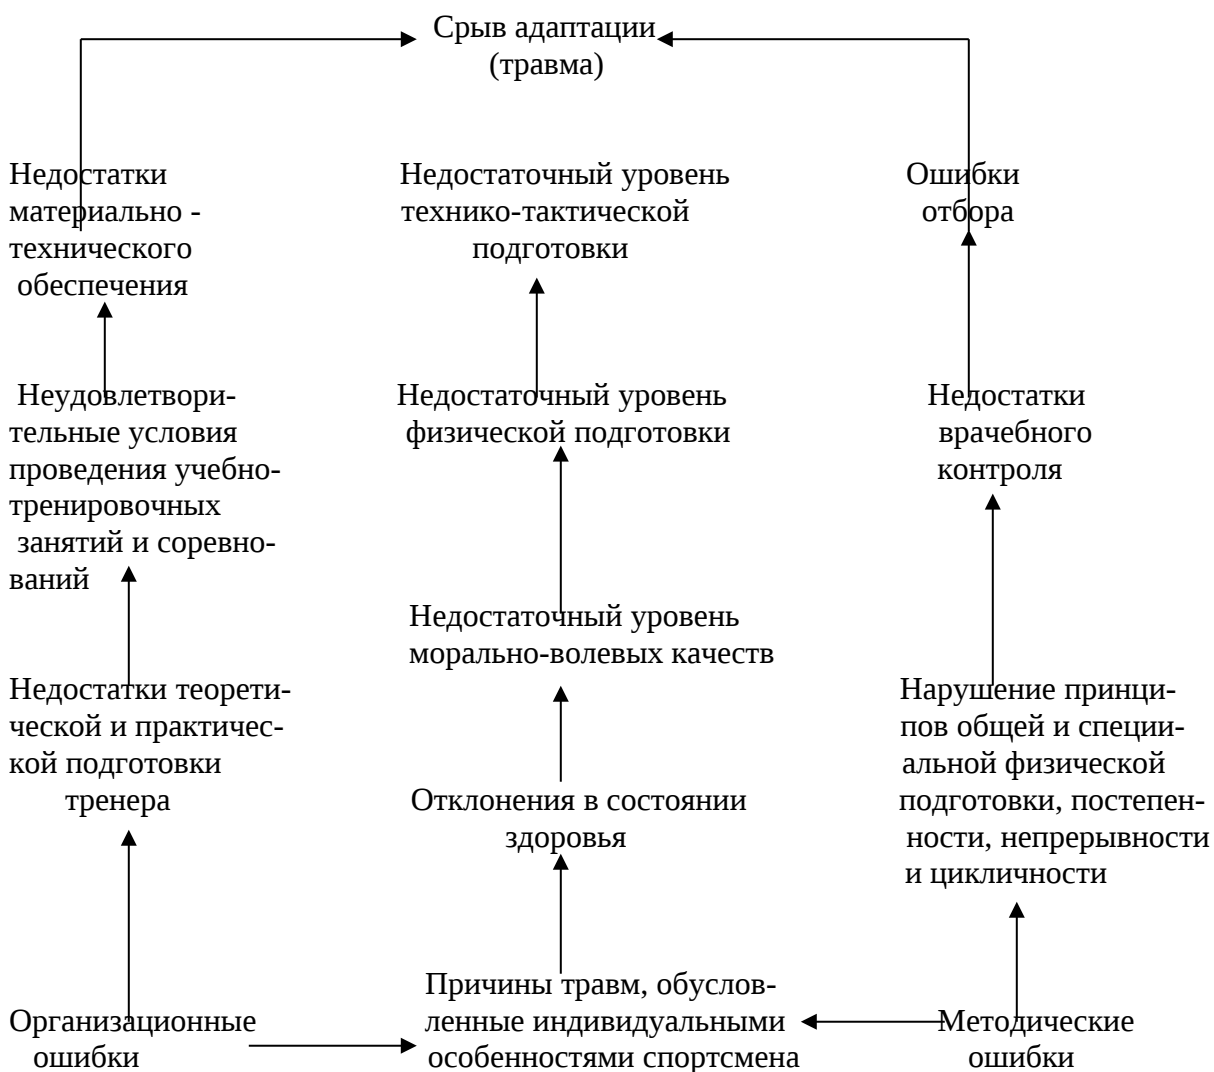 Срыв адаптации
(травма)
Недостатки
материально -
технического
обеспечения
Недостаточный уровень
технико-тактической
подготовки
Ошибки
отбора
Неудовлетвори-
тельные условия
проведения учебно-
тренировочных
занятий и соревно-
ваний
Недостаточный уровень
физической подготовки
Недостатки
врачебного
контроля
Недостаточный уровень
морально-волевых качеств
Недостатки теорети-
ческой и практичес-
кой подготовки
тренера
Отклонения в состоянии
здоровья
Нарушение принци-
пов общей и специи-
альной физической
подготовки, постепен-
ности, непрерывности
и цикличности
Организационные
ошибки
Причины травм, обуслов-
ленные индивидуальными
особенностями спортсмена
Методические
ошибки